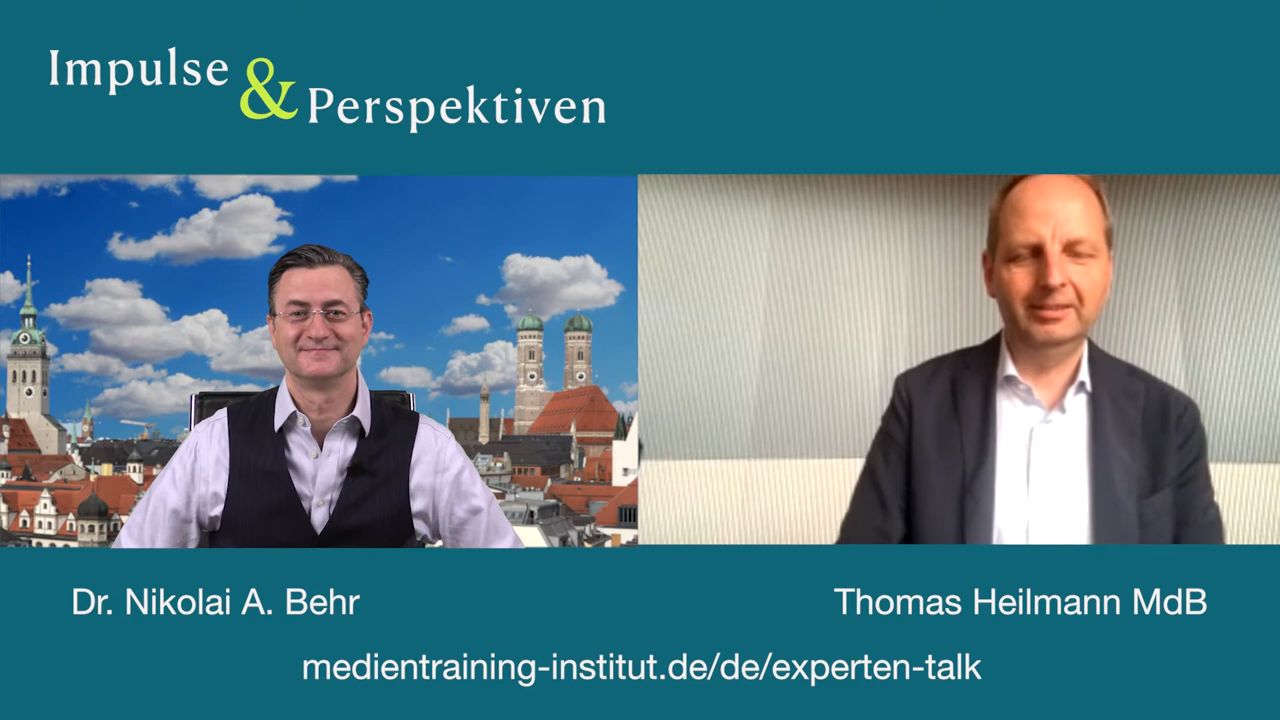 Impulse
&
Perspektiven
Dr. Nikolai A. Behr
Thomas Heilmann MdB
medientraining-institut.de/de/experten-talk